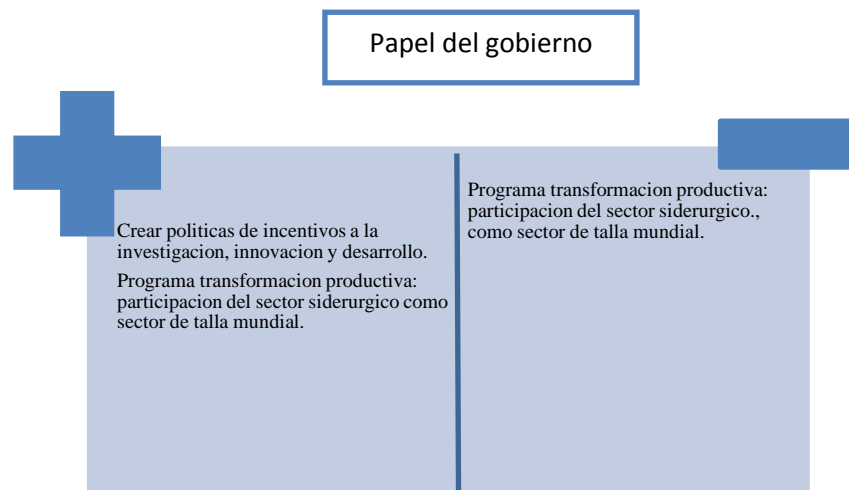 Papel del gobierno
Crear politicas de incentivos a la
investigacion, innovacion y desarrollo.
Programa transformacion productiva:
participacion del sector siderurgico como
sector de talla mundial.
Programa transformacion productiva:
participacion del sector siderurgico.,
como sector de talla mundial.